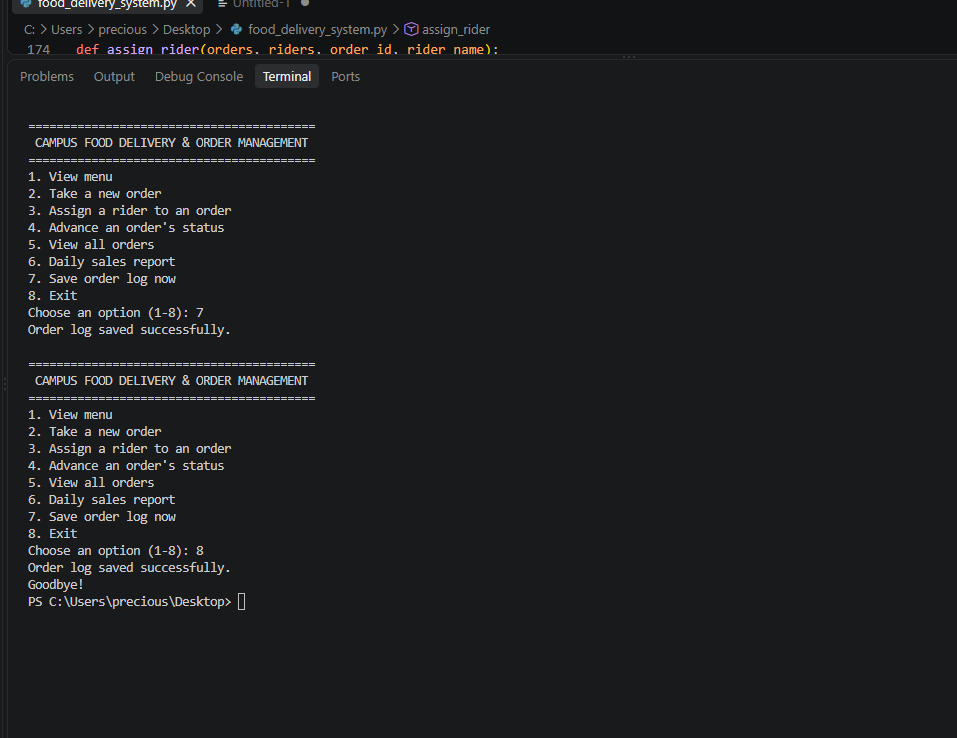 food_delivery_system.py
Untitled-1
C: > Users > precious > Desktop > food_delivery_system.py > assign_rider
174 def assign_rider(orders, riders, order_id, rider_name):
Problems Output Debug Console Terminal Ports
=========================================
CAMPUS FOOD DELIVERY & ORDER MANAGEMENT
=========================================
1. View menu
2. Take a new order
3. Assign a rider to an order
4. Advance an order's status
5. View all orders
6. Daily sales report
7. Save order log now
8. Exit
Choose an option (1-8): 7
Order log saved successfully.
=========================================
CAMPUS FOOD DELIVERY & ORDER MANAGEMENT
=========================================
1. View menu
2. Take a new order
3. Assign a rider to an order
4. Advance an order's status
5. View all orders
6. Daily sales report
7. Save order log now
8. Exit
Choose an option (1-8): 8
Order log saved successfully.
Goodbye!
PS C:\Users\precious\Desktop>